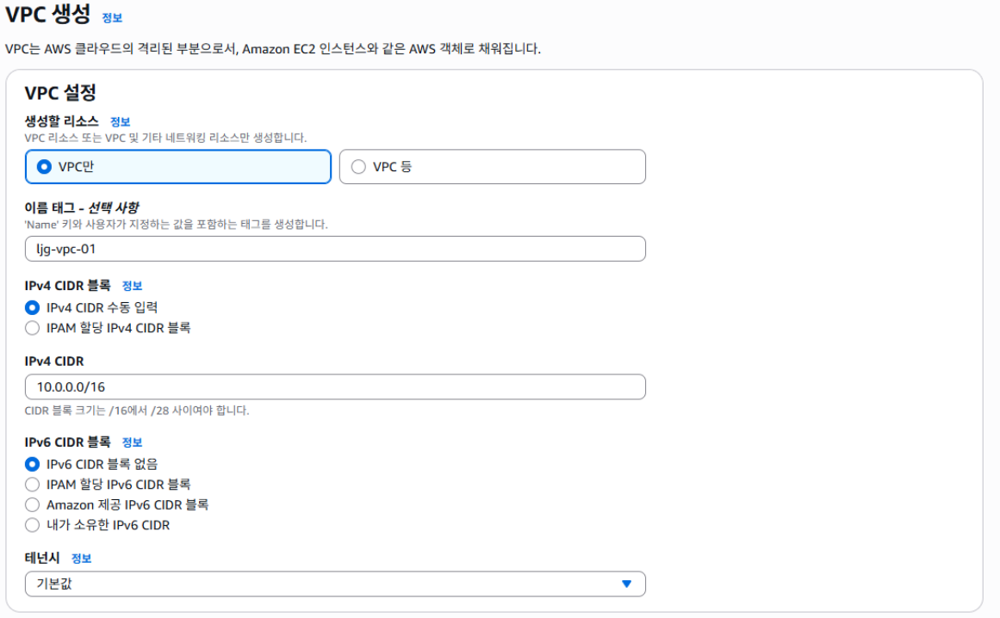 VPC 생성 정보
VPC는 AWS 클라우드의 격리된 부분으로서, Amazon EC2 인스턴스와 같은 AWS 객체로 채워집니다.
VPC 설정
생성할 리소스 정보
VPC 리소스 또는 VPC 및 기타 네트워킹 리소스만 생성합니다.
VPC만 VPC 등
이름 태그 - 선택 사항
'Name' 키와 사용자가 지정하는 값을 포함하는 태그를 생성합니다.
ljg-vpc-01
IPv4 CIDR 블록 정보
IPv4 CIDR 수동 입력
IPAM 할당 IPv4 CIDR 블록
IPv4 CIDR
10.0.0.0/16
CIDR 블록 크기는 /16에서 /28 사이여야 합니다.
IPv6 CIDR 블록 정보
IPv6 CIDR 블록 없음
IPAM 할당 IPv6 CIDR 블록
Amazon 제공 IPv6 CIDR 블록
내가 소유한 IPv6 CIDR
테넌시 정보
기본값